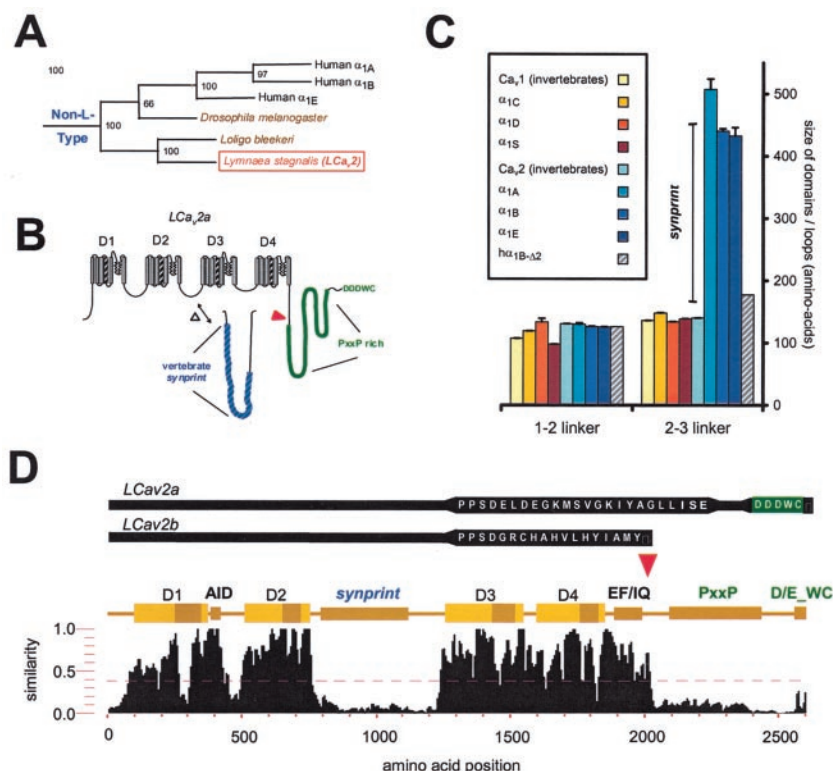 A
100
Human α1A
97
Human α1B
100
Human α1E
66
Non-L-
Type
100
Drosophila melanogaster
Loligo bleekeri
100
Lymnaea stagnalis (LCav2)
B
LCav2a
D1 D2 D3 D4
DDDWC
Δ
PxxP rich
vertebrate
synprint
C
Cav1 (invertebrates)
α1C
α1D
α1S
Cav2 (invertebrates)
α1A
α1B
α1E
hα1B-Δ2
synprint
500
400
300
200
100
0
size of domains / loops (amino-acids)
1-2 linker 2-3 linker
D
LCav2a
PPSDELDEGKMSVGKIYAGLLISE DDDWC
LCav2b
PPSDGRCHAHVLHYIAMY
D1 AID D2 synprint D3 D4 EF/IQ PxxP D/E_WC
1.0
0.5
0.0
similarity
0 500 1000 1500 2000 2500
amino acid position